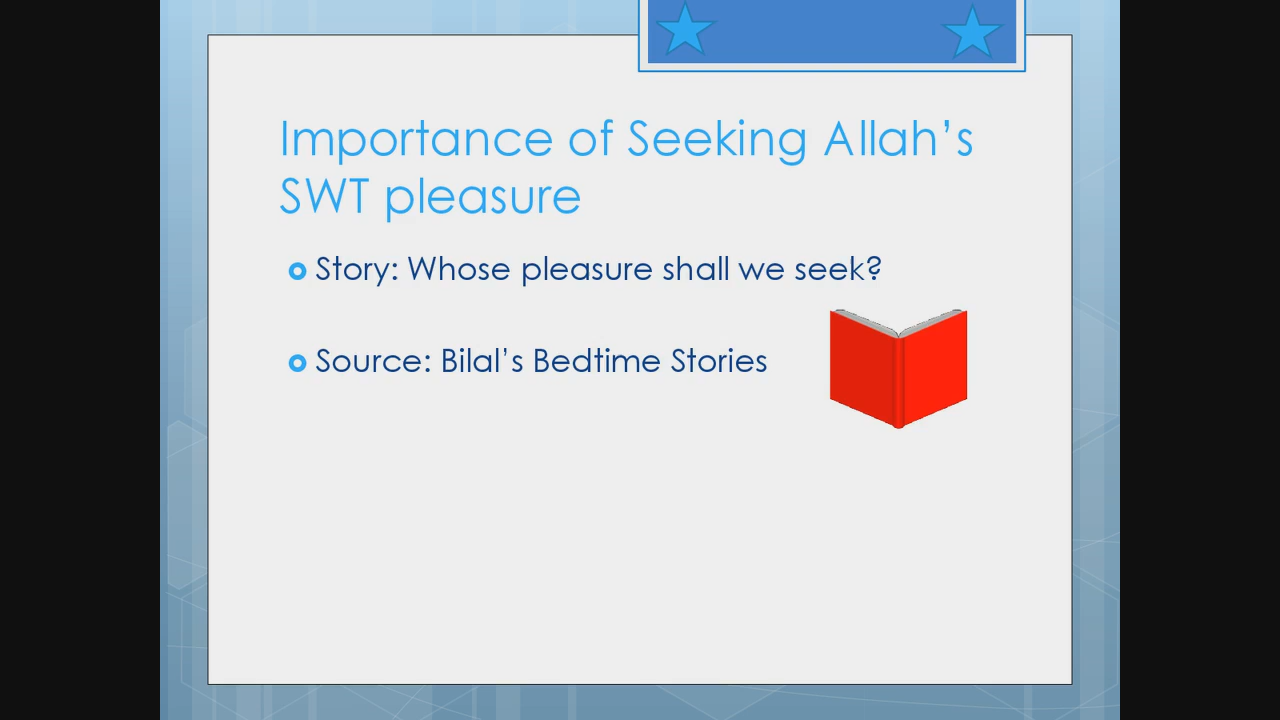 Importance of Seeking Allah’s
SWT pleasure
Story: Whose pleasure shall we seek?
Source: Bilal’s Bedtime Stories